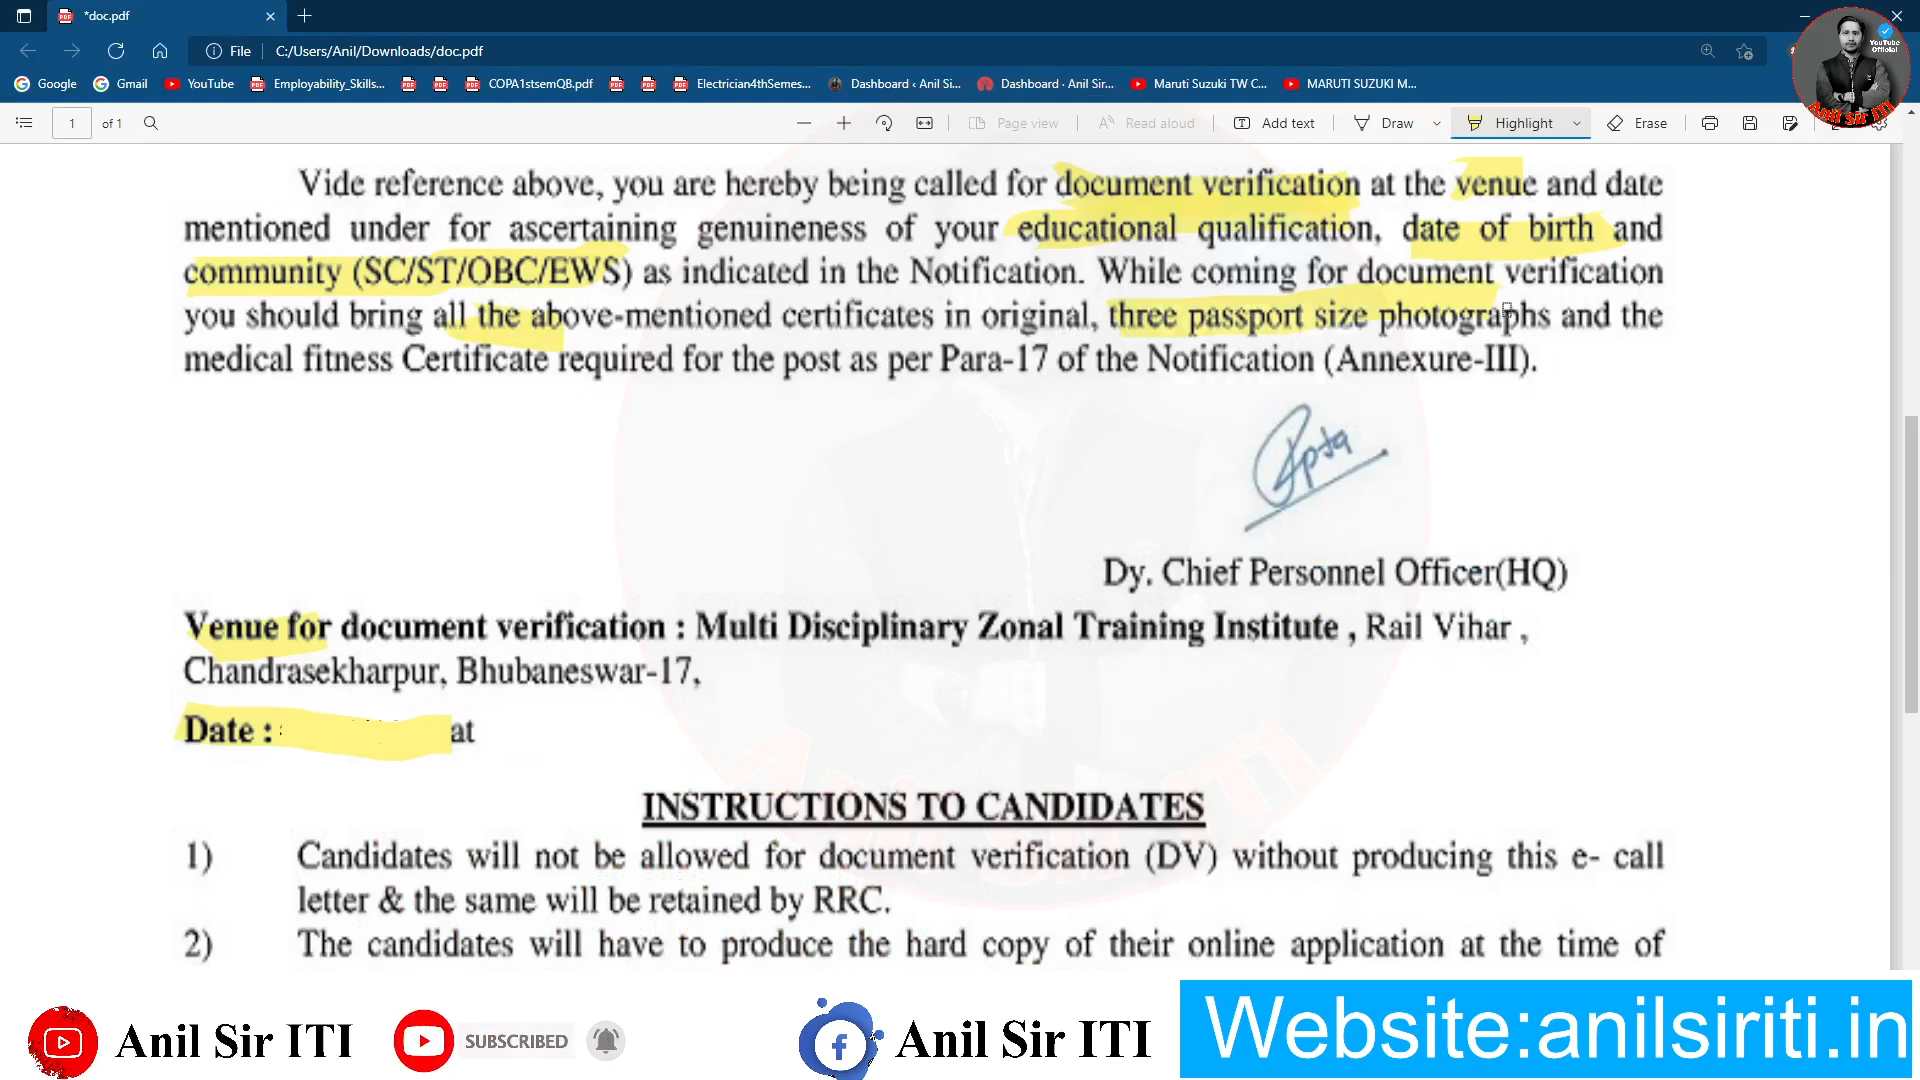 *doc.pdf
File C:/Users/Anil/Downloads/doc.pdf
YouTube Official
Google Gmail YouTube Employability_Skills... COPA1stsemQB.pdf Electrician4thSemes... Dashboard ‹ Anil Si... Dashboard · Anil Sir... Maruti Suzuki TW C... MARUTI SUZUKI M...
Anil Sir ITI
1 of 1 Page view Read aloud Add text Draw Highlight Erase
Vide reference above, you are hereby being called for document verification at the venue and date
mentioned under for ascertaining genuineness of your educational qualification, date of birth and
community (SC/ST/OBC/EWS) as indicated in the Notification. While coming for document verification
you should bring all the above-mentioned certificates in original, three passport size photographs and the
medical fitness Certificate required for the post as per Para-17 of the Notification (Annexure-III).
Dy. Chief Personnel Officer(HQ)
Venue for document verification : Multi Disciplinary Zonal Training Institute , Rail Vihar ,
Chandrasekharpur, Bhubaneswar-17,
Date : at
INSTRUCTIONS TO CANDIDATES
1) Candidates will not be allowed for document verification (DV) without producing this e- call
letter & the same will be retained by RRC.
2) The candidates will have to produce the hard copy of their online application at the time of
Anil Sir ITI SUBSCRIBED Anil Sir ITI Website:anilsiriti.in